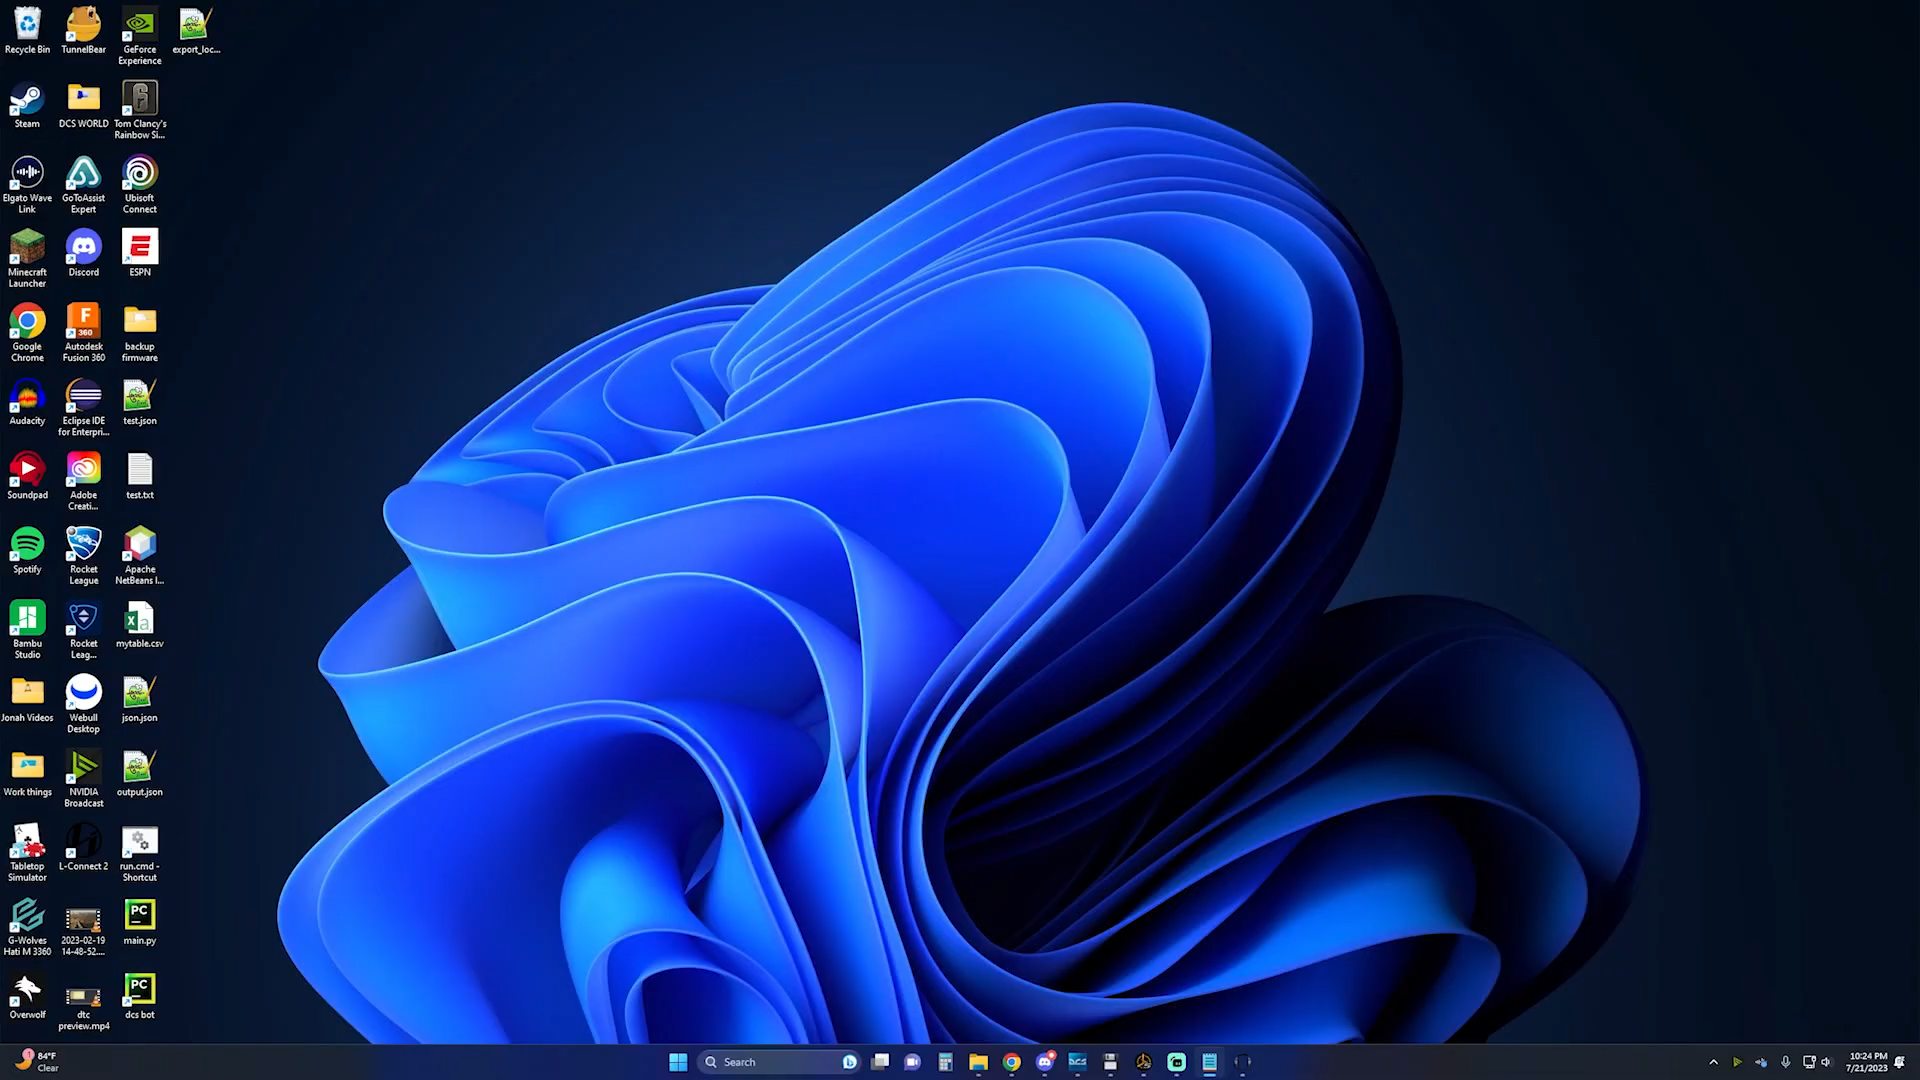 Recycle Bin
TunnelBear
GeForce
Experience
export_loc...
Steam
DCS WORLD
Tom Clancy's
Rainbow Si...
Elgato Wave
Link
GoToAssist
Expert
Ubisoft
Connect
Minecraft
Launcher
Discord
ESPN
Google
Chrome
F
360
Autodesk
Fusion 360
backup
firmware
Audacity
Eclipse IDE
for Enterpri...
test.json
Soundpad
Adobe
Creati...
test.txt
Spotify
Rocket
League
Apache
NetBeans I...
Bambu
Studio
Rocket
Leag...
mytable.csv
Jonah Videos
Webull
Desktop
json.json
Work things
NVIDIA
Broadcast
output.json
Tabletop
Simulator
L-Connect 2
run.cmd -
Shortcut
G-Wolves
Hati M 3360
2023-02-19
14-48-52....
PC
main.py
Overwolf
dtc
preview.mp4
PC
dcs bot
84°F
Clear
Search
DCS
10:24 PM
7/21/2023